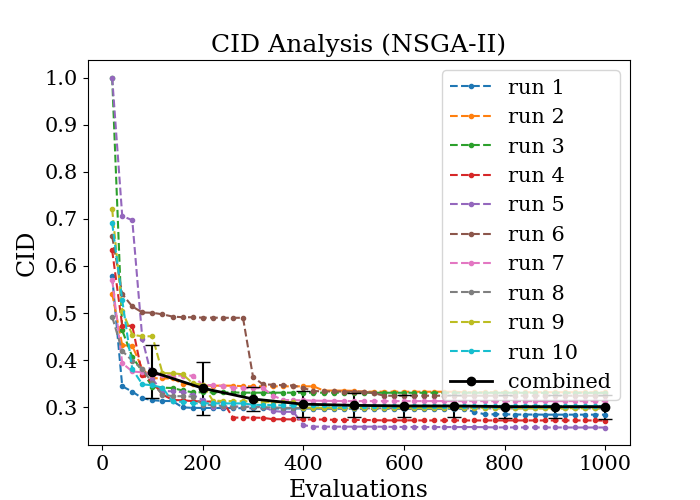 CID Analysis (NSGA-II)
CID
1.0
0.9
0.8
0.7
0.6
0.5
0.4
0.3
0
200
400
600
800
1000
Evaluations
run 1
run 2
run 3
run 4
run 5
run 6
run 7
run 8
run 9
run 10
combined